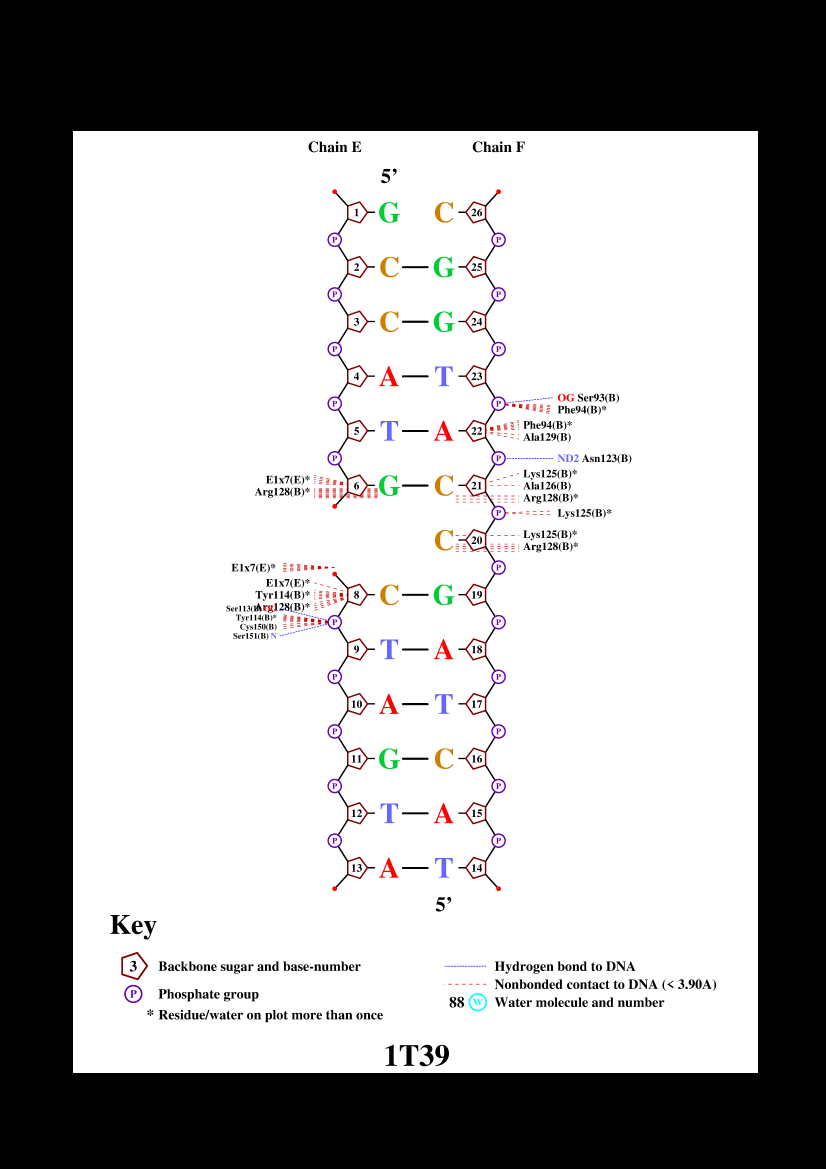 Chain E Chain F
5’
1 G C 26
P P
2 C G 25
P P
3 C G 24
P P
4 A T 23
OG Ser93(B)
P P
Phe94(B)*
Phe94(B)*
5 T A 22
Ala129(B)
P P ND2 Asn123(B)
Lys125(B)*
E1x7(E)*
6 G C 21 Ala126(B)
Arg128(B)*
Arg128(B)*
P Lys125(B)*
Lys125(B)*
C 20
Arg128(B)*
E1x7(E)* P
E1x7(E)*
Tyr114(B)* 8 C G 19
Arg128(B)*
Ser113(B)
Tyr114(B)* P P
Cys150(B)
Ser151(B) N
9 T A 18
P P
10 A T 17
P P
11 G C 16
P P
12 T A 15
P P
13 A T 14
5’
Key
3 Backbone sugar and base-number
Hydrogen bond to DNA
Nonbonded contact to DNA (< 3.90A)
P Phosphate group
88 W Water molecule and number
* Residue/water on plot more than once
1T39